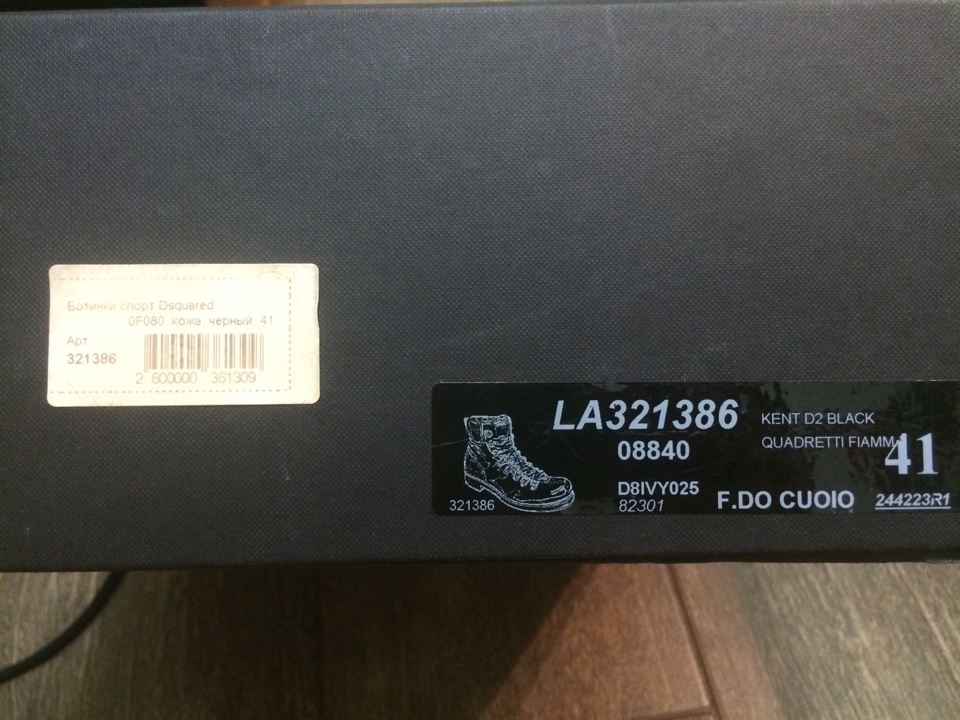 Ботинки спорт Dsquared
0F080, кожа, чёрный, 41
Арт
321386
2 600000 361309
LA321386
08840
KENT D2 BLACK
QUADRETTI FIAMM
41
321386
D8IVY025
82301
F.DO CUOIO
244223R1